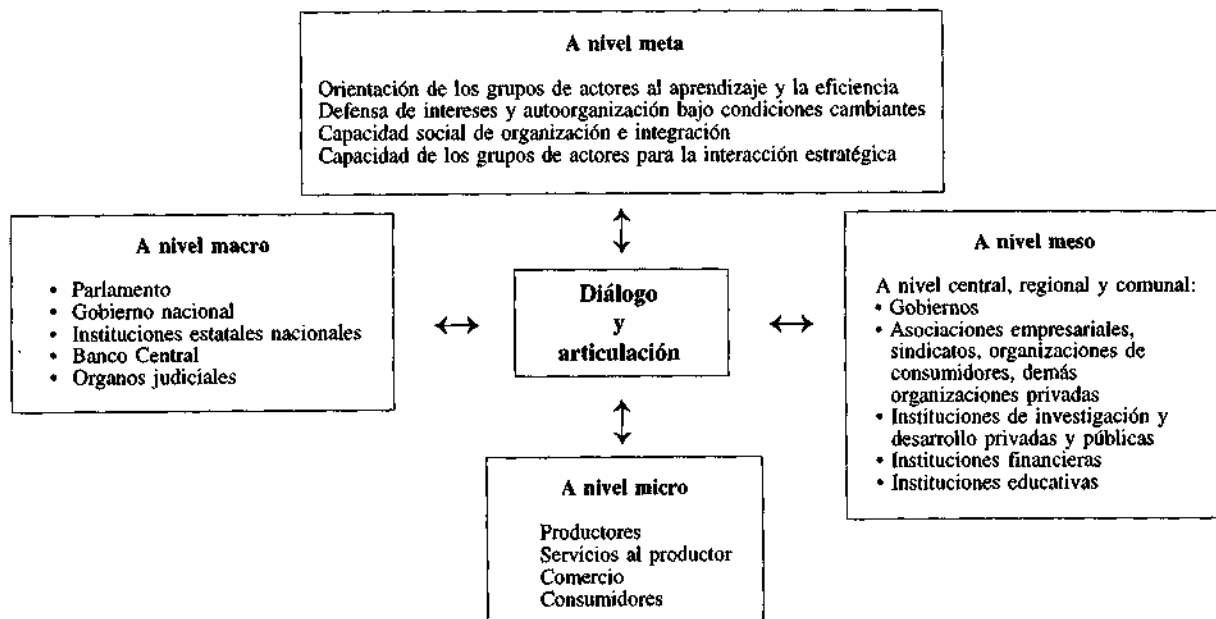 A nivel meta
Orientación de los grupos de actores al aprendizaje y la eficiencia
Defensa de intereses y autoorganización bajo condiciones cambiantes
Capacidad social de organización e integración
Capacidad de los grupos de actores para la interacción estratégica
A nivel macro
• Parlamento
• Gobierno nacional
• Instituciones estatales nacionales
• Banco Central
• Organos judiciales
Diálogo
y
articulación
A nivel meso
A nivel central, regional y comunal:
• Gobiernos
• Asociaciones empresariales,
sindicatos, organizaciones de
consumidores, demás
organizaciones privadas
• Instituciones de investigación y
desarrollo privadas y públicas
• Instituciones financieras
• Instituciones educativas
A nivel micro
Productores
Servicios al productor
Comercio
Consumidores